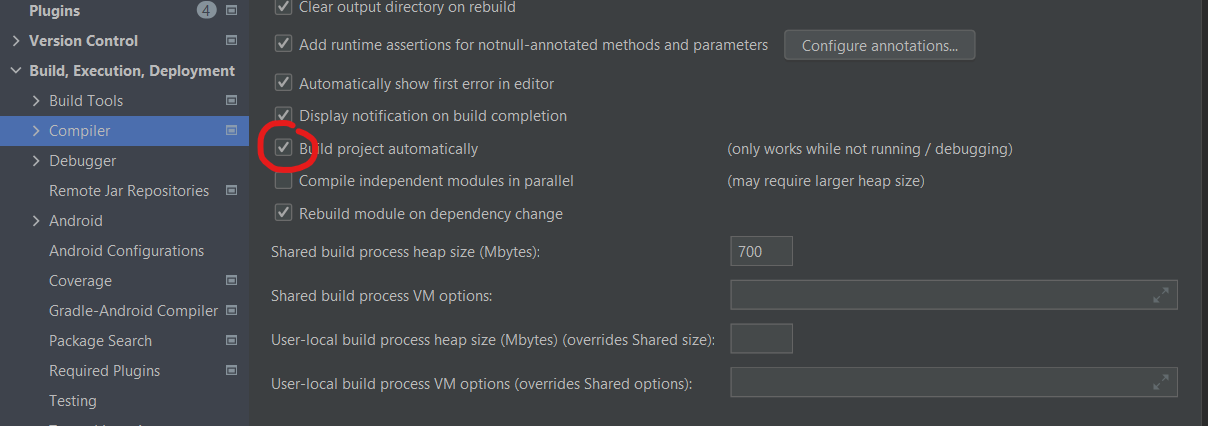 Plugins 4
Version Control
Build, Execution, Deployment
Build Tools
Compiler
Debugger
Remote Jar Repositories
Android
Android Configurations
Coverage
Gradle-Android Compiler
Package Search
Required Plugins
Testing
Clear output directory on rebuild
Add runtime assertions for notnull-annotated methods and parameters Configure annotations...
Automatically show first error in editor
Display notification on build completion
Build project automatically (only works while not running / debugging)
Compile independent modules in parallel (may require larger heap size)
Rebuild module on dependency change
Shared build process heap size (Mbytes): 700
Shared build process VM options:
User-local build process heap size (Mbytes) (overrides Shared size):
User-local build process VM options (overrides Shared options):